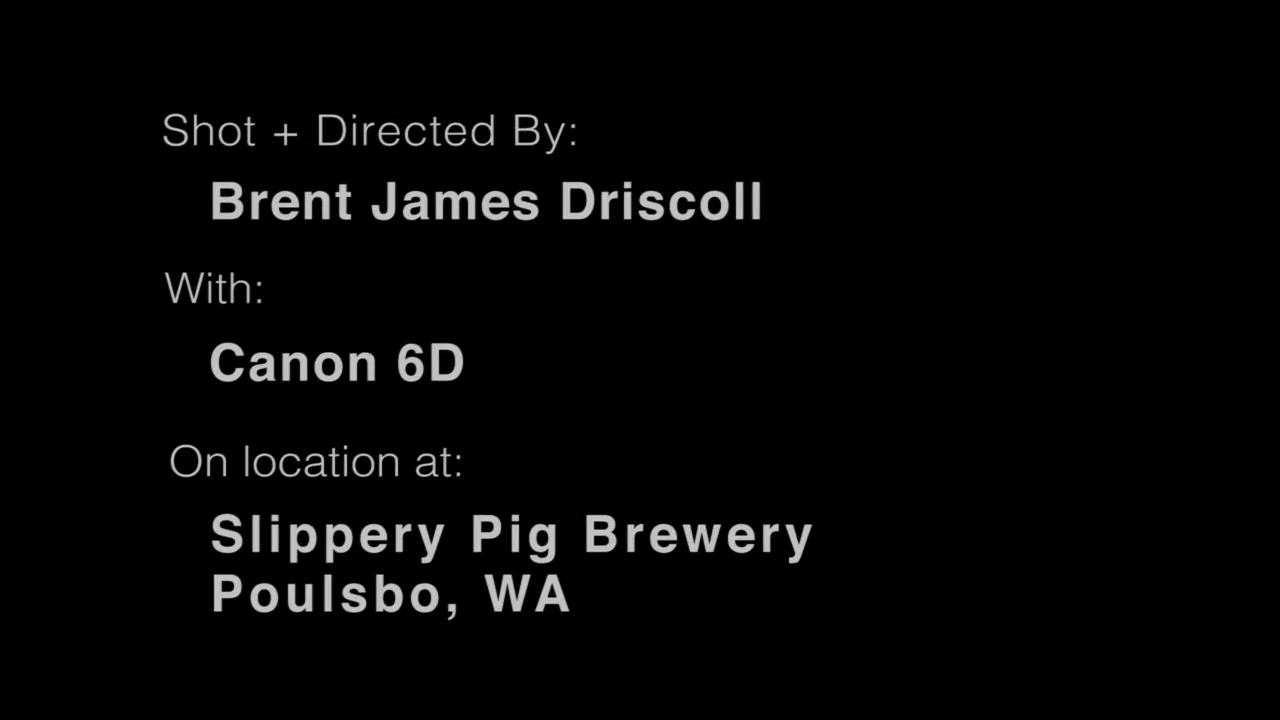 Shot + Directed By:
Brent James Driscoll
With:
Canon 6D
On location at:
Slippery Pig Brewery
Poulsbo, WA